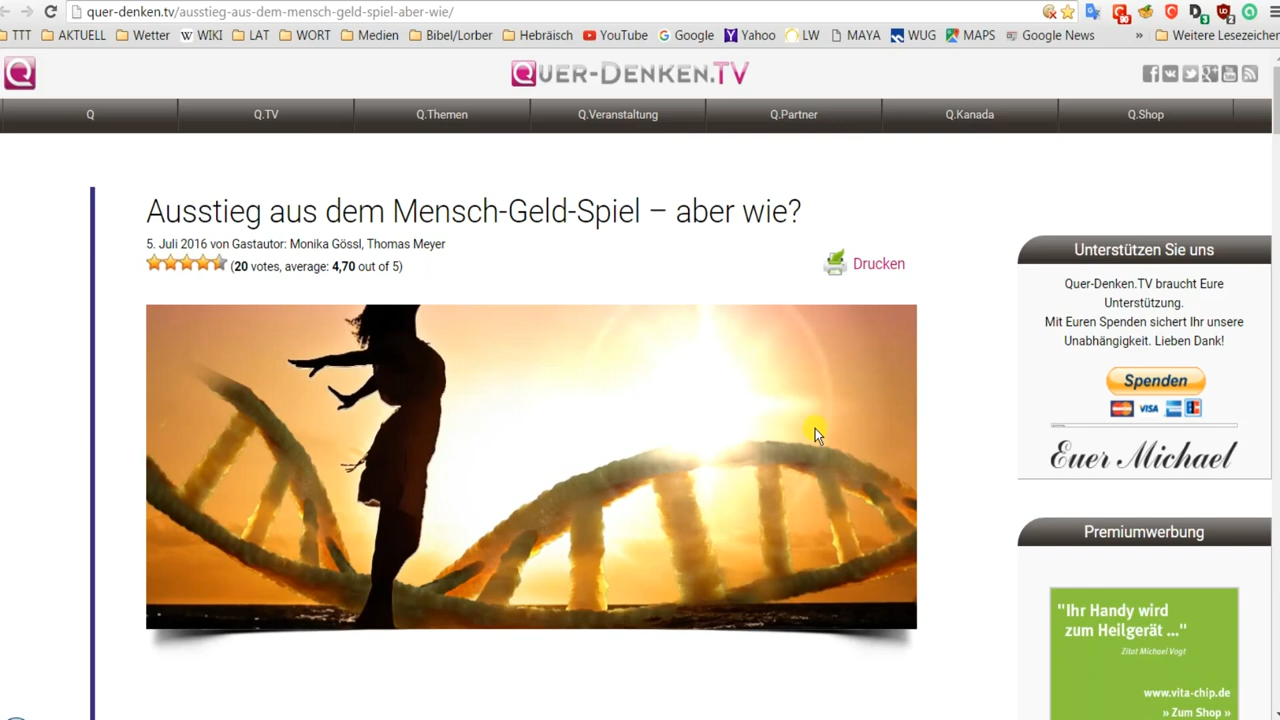 quer-denken.tv/ausstieg-aus-dem-mensch-geld-spiel-aber-wie/
TTT AKTUELL Wetter WIKI LAT WORT Medien Bibel/Lorber Hebräisch YouTube Google Yahoo LW MAYA WUG MAPS Google News » Weitere Lesezeichen
QUER-DENKEN.TV
Q Q.TV Q.Themen Q.Veranstaltung Q.Partner Q.Kanada Q.Shop
Ausstieg aus dem Mensch-Geld-Spiel – aber wie?
5. Juli 2016 von Gastautor: Monika Gössl, Thomas Meyer
(20 votes, average: 4,70 out of 5)
Drucken
Unterstützen Sie uns
Quer-Denken.TV braucht Eure
Unterstützung.
Mit Euren Spenden sichert Ihr unsere
Unabhängigkeit. Lieben Dank!
Spenden
VISA
Euer Michael
Premiumwerbung
"Ihr Handy wird
zum Heilgerät ..."
Zitat Michael Vogt
www.vita-chip.de
» Zum Shop »